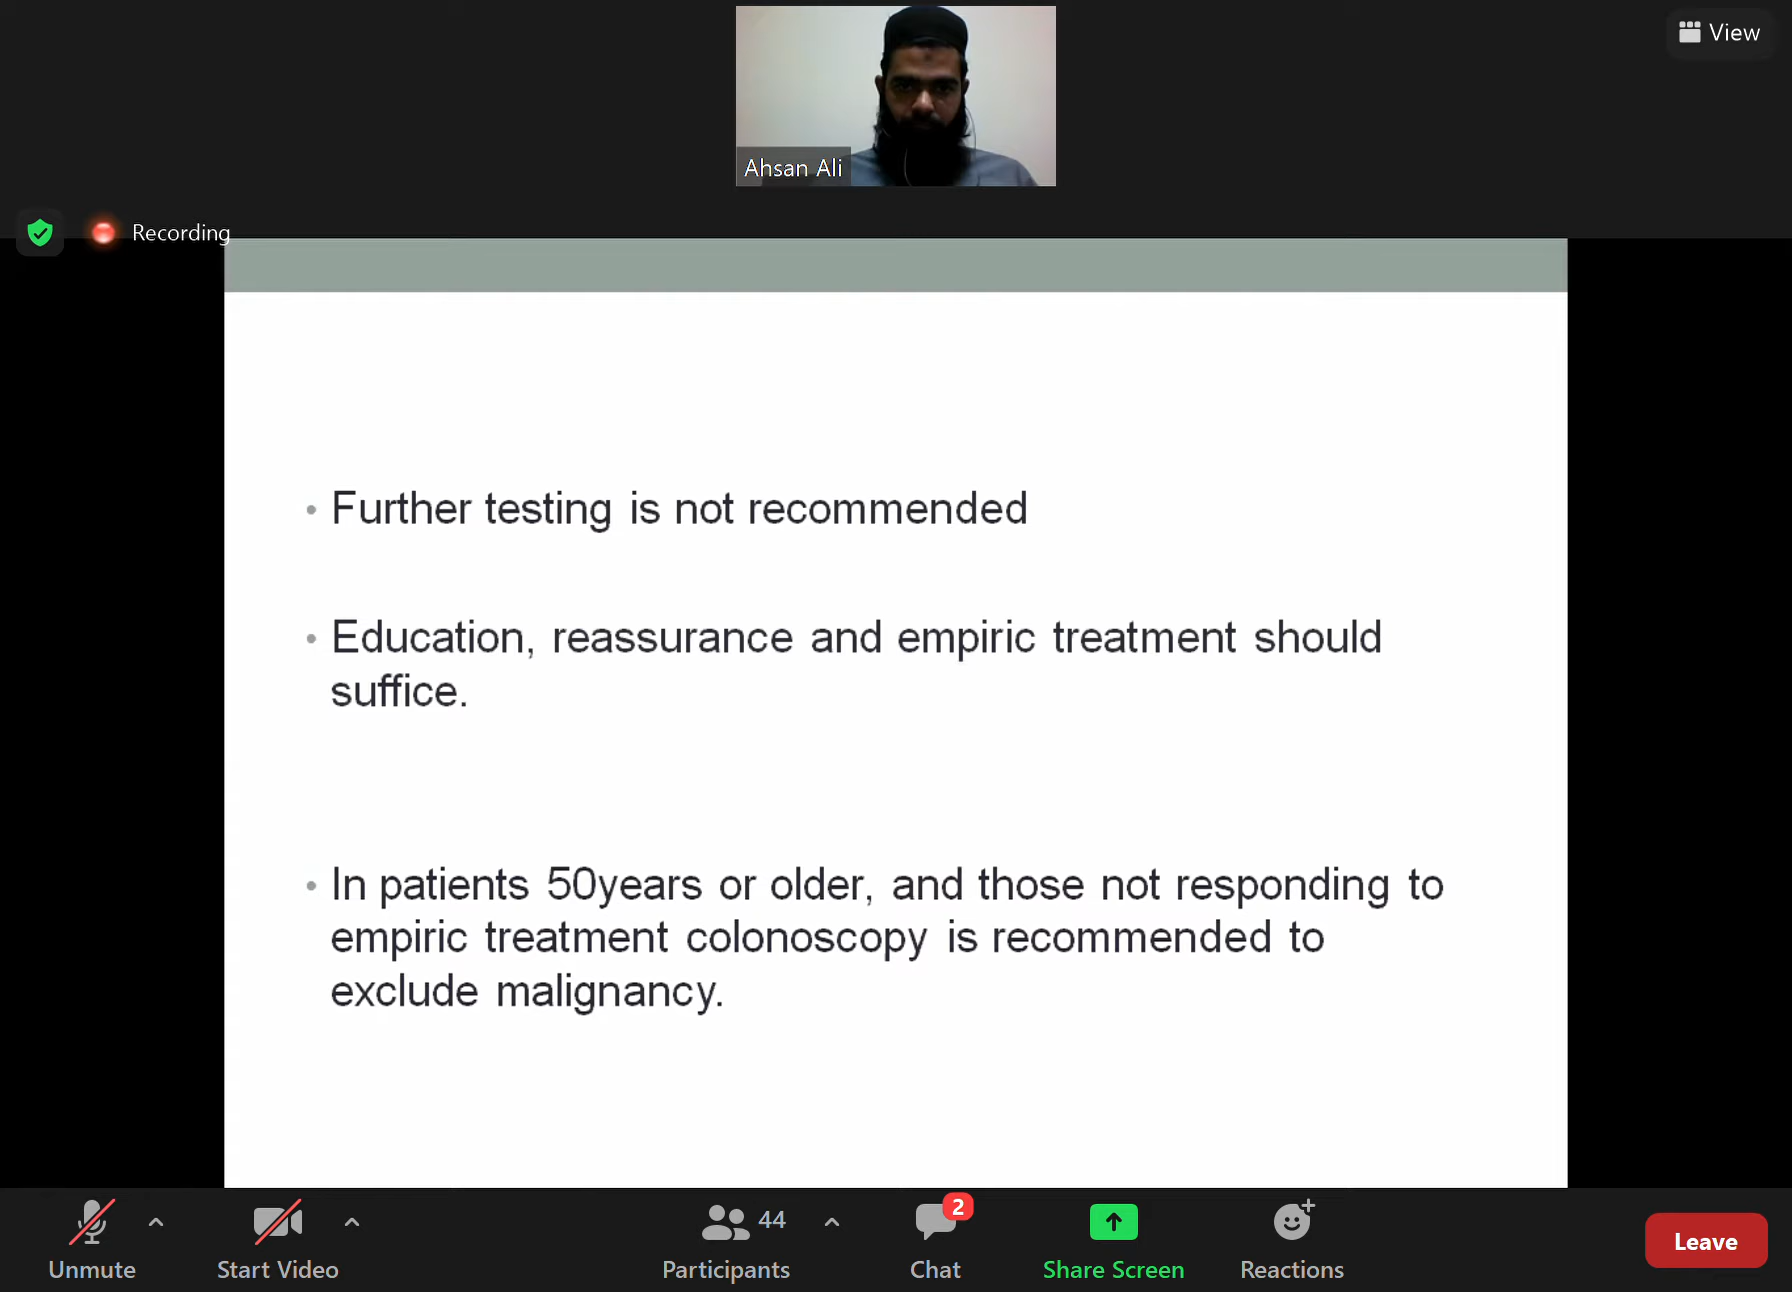 View
Ahsan Ali
Recording
• Further testing is not recommended
• Education, reassurance and empiric treatment should
suffice.
• In patients 50years or older, and those not responding to
empiric treatment colonoscopy is recommended to
exclude malignancy.
44
2
Unmute
Start Video
Participants
Chat
Share Screen
Reactions
Leave